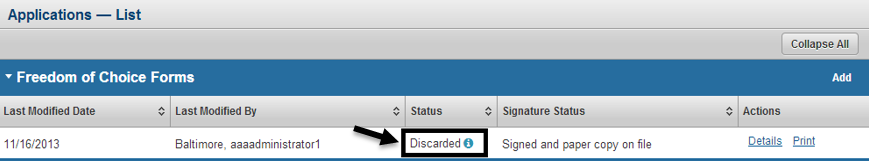 Applications — List
Collapse All
Freedom of Choice Forms Add
Last Modified Date Last Modified By Status Signature Status Actions
11/16/2013 Baltimore, aaaadministrator1 Discarded Signed and paper copy on file Details Print